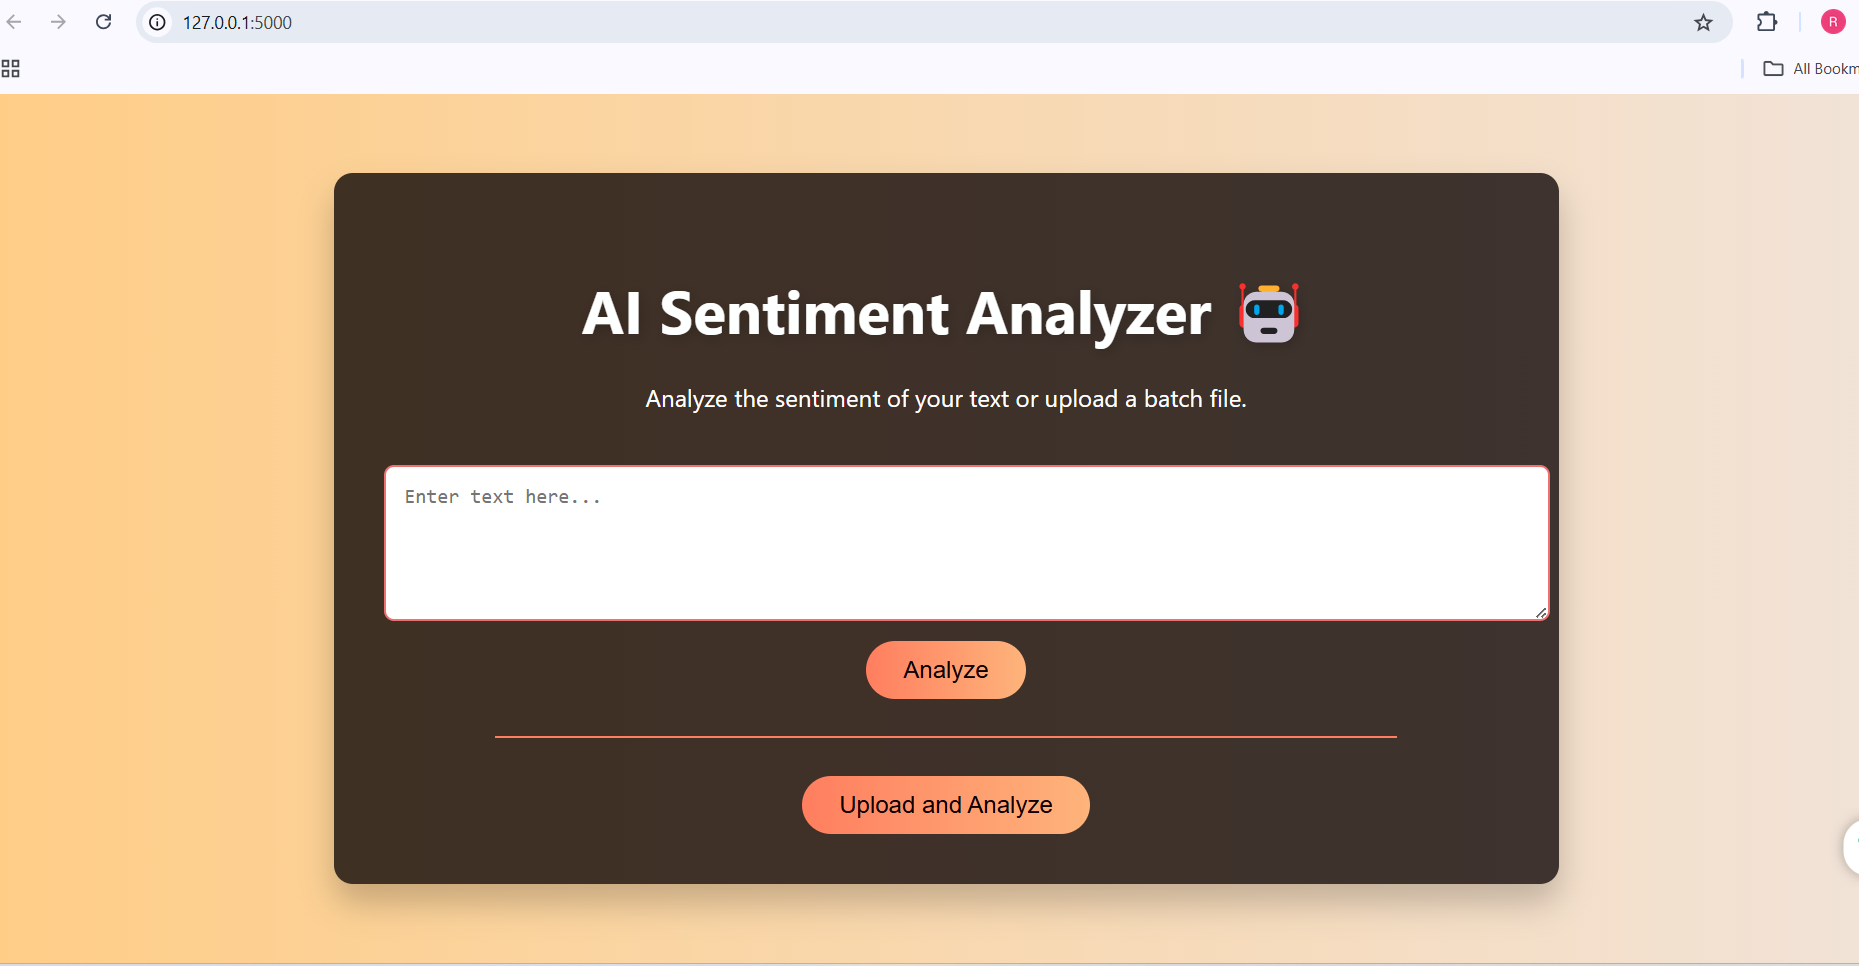 127.0.0.1:5000
R
All Bookm
AI Sentiment Analyzer
Analyze the sentiment of your text or upload a batch file.
Enter text here...
Analyze
Upload and Analyze